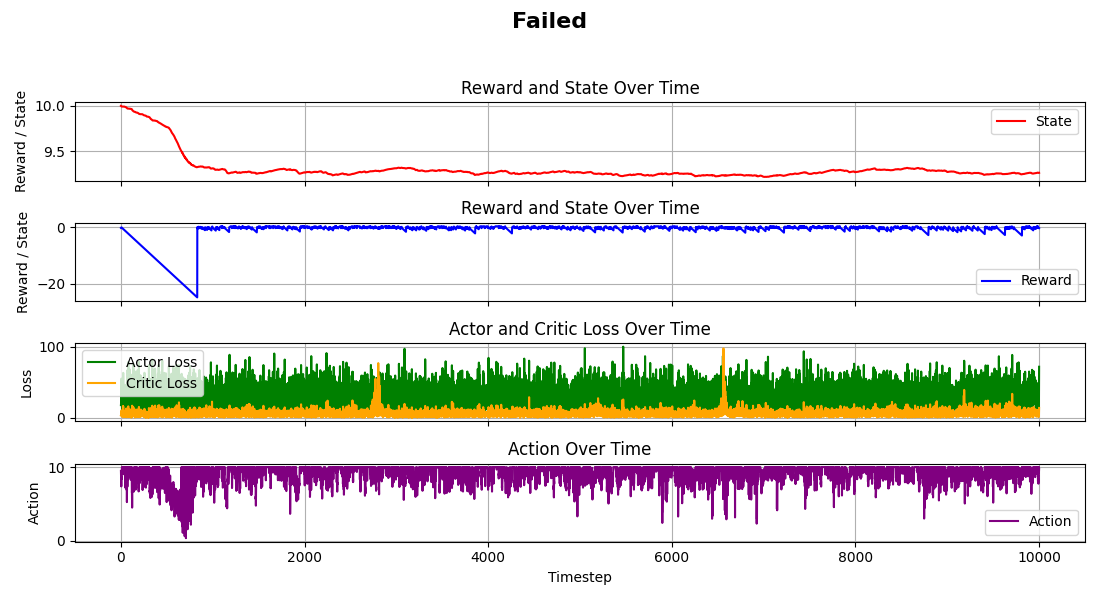 Failed
Reward and State Over Time
Reward / State
10.0
9.5
State
Reward and State Over Time
Reward / State
0
−20
Reward
Actor and Critic Loss Over Time
Loss
100
0
Actor Loss
Critic Loss
Action Over Time
Action
10
0
Action
0 2000 4000 6000 8000 10000
Timestep